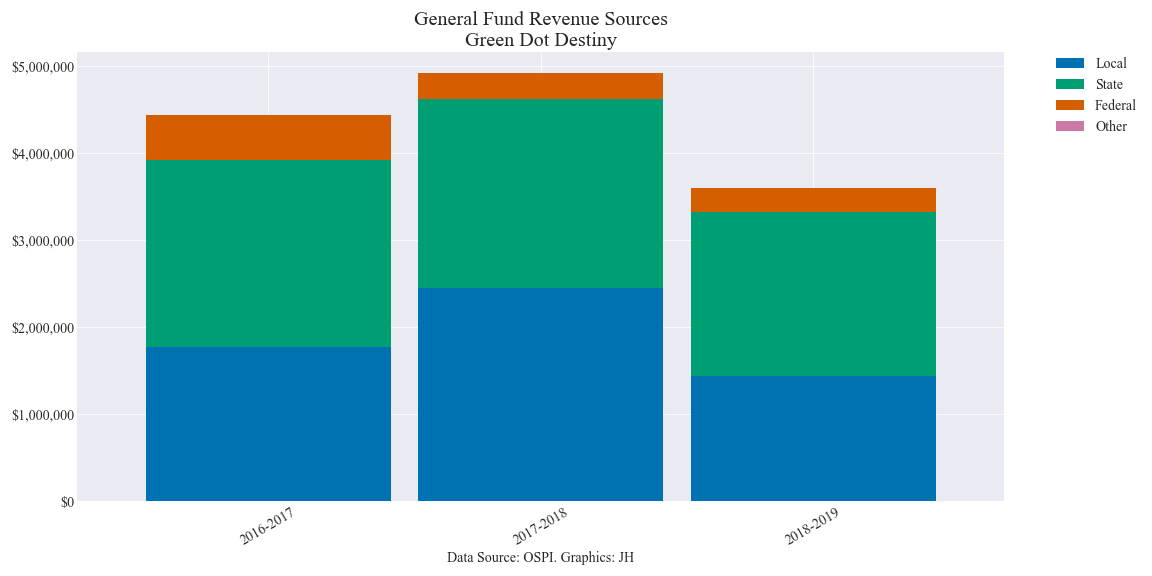 General Fund Revenue Sources
Green Dot Destiny
$5,000,000
$4,000,000
$3,000,000
$2,000,000
$1,000,000
$0
2016-2017
2017-2018
2018-2019
Data Source: OSPI. Graphics: JH
Local
State
Federal
Other